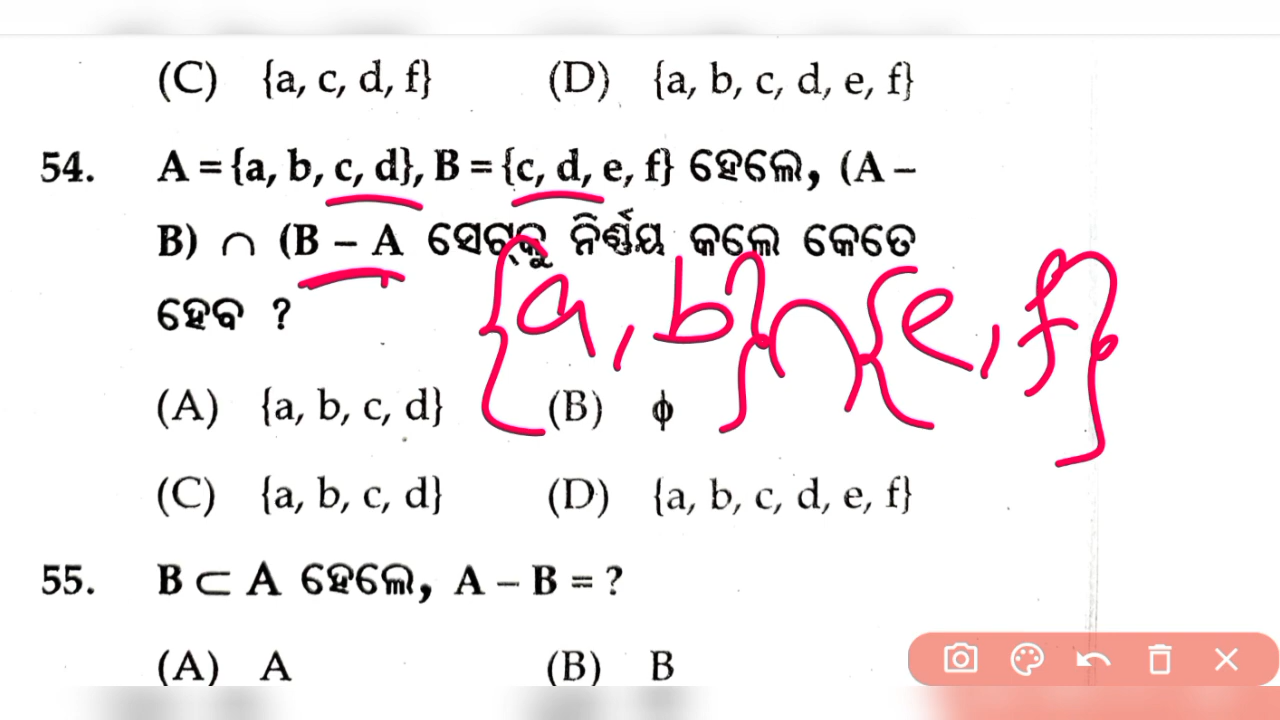 (C) {a, c, d, f} (D) {a, b, c, d, e, f}
54. A = {a, b, c, d}, B = {c, d, e, f} ହେଲେ, (A –
B) ∩ (B – A ସେଟ୍‌କୁ ନିର୍ଣ୍ଣୟ କଲେ କେତେ
ହେବ ?
{a, b} ∩ {e, f}
(A) {a, b, c, d} (B) ϕ
(C) {a, b, c, d} (D) {a, b, c, d, e, f}
55. B ⊂ A ହେଲେ, A – B = ?
(A) A (B) B